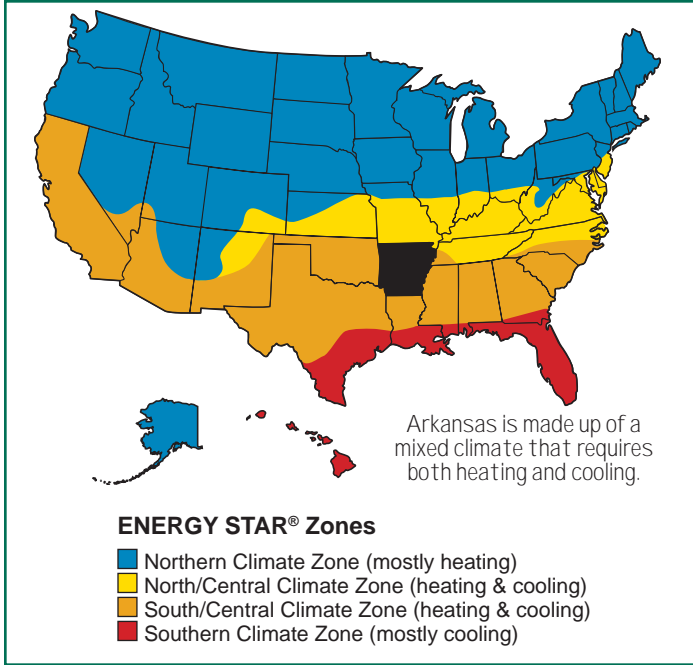 Arkansas is made up of a
mixed climate that requires
both heating and cooling.
ENERGY STAR® Zones
Northern Climate Zone (mostly heating)
North/Central Climate Zone (heating & cooling)
South/Central Climate Zone (heating & cooling)
Southern Climate Zone (mostly cooling)